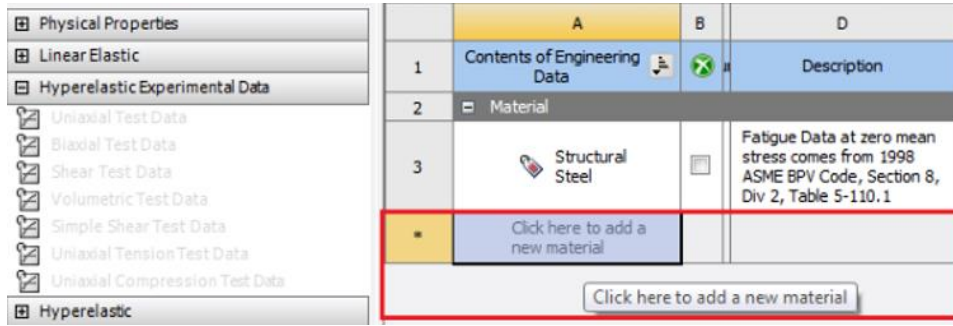 Physical Properties
Linear Elastic
Hyperelastic Experimental Data
Uniaxial Test Data
Biaxial Test Data
Shear Test Data
Volumetric Test Data
Simple Shear Test Data
Uniaxial Tension Test Data
Uniaxial Compression Test Data
Hyperelastic
A B D
1 Contents of Engineering
Data
Description
2 Material
3 Structural
Steel
Fatigue Data at zero mean
stress comes from 1998
ASME BPV Code, Section 8,
Div 2, Table 5-110.1
* Click here to add a
new material
Click here to add a new material